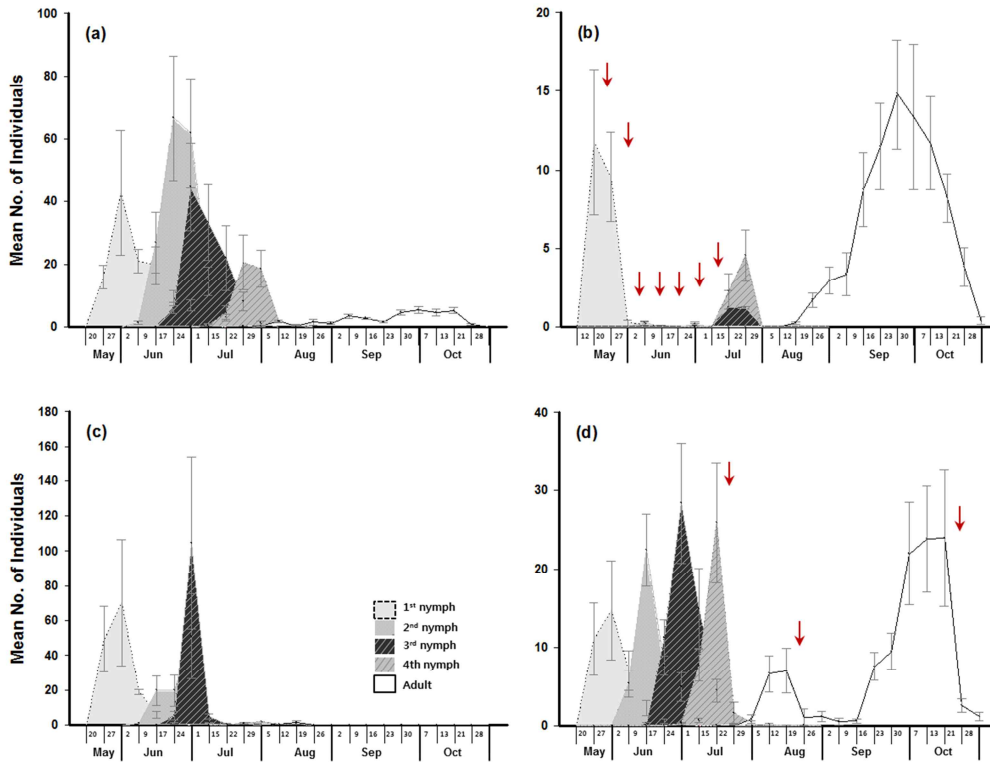 100
80
60
40
20
0
Mean No. of Individuals
(a)
20 27 2 9 17 24 1 15 22 29 5 12 19 26 2 9 16 23 30 7 13 21 28
May Jun Jul Aug Sep Oct
20
15
10
5
0
(b)
12 20 27 2 9 17 24 1 15 22 29 5 12 19 26 2 9 16 23 30 7 13 21 28
May Jun Jul Aug Sep Oct
180
160
140
120
100
80
60
40
20
0
Mean No. of Individuals
(c)
1st nymph
2nd nymph
3rd nymph
4th nymph
Adult
20 27 2 9 17 24 1 15 22 29 5 12 19 26 2 9 16 23 30 7 13 21 28
May Jun Jul Aug Sep Oct
40
30
20
10
0
(d)
20 27 2 9 17 24 1 15 22 29 5 12 19 26 2 9 16 23 30 7 13 21 28
May Jun Jul Aug Sep Oct